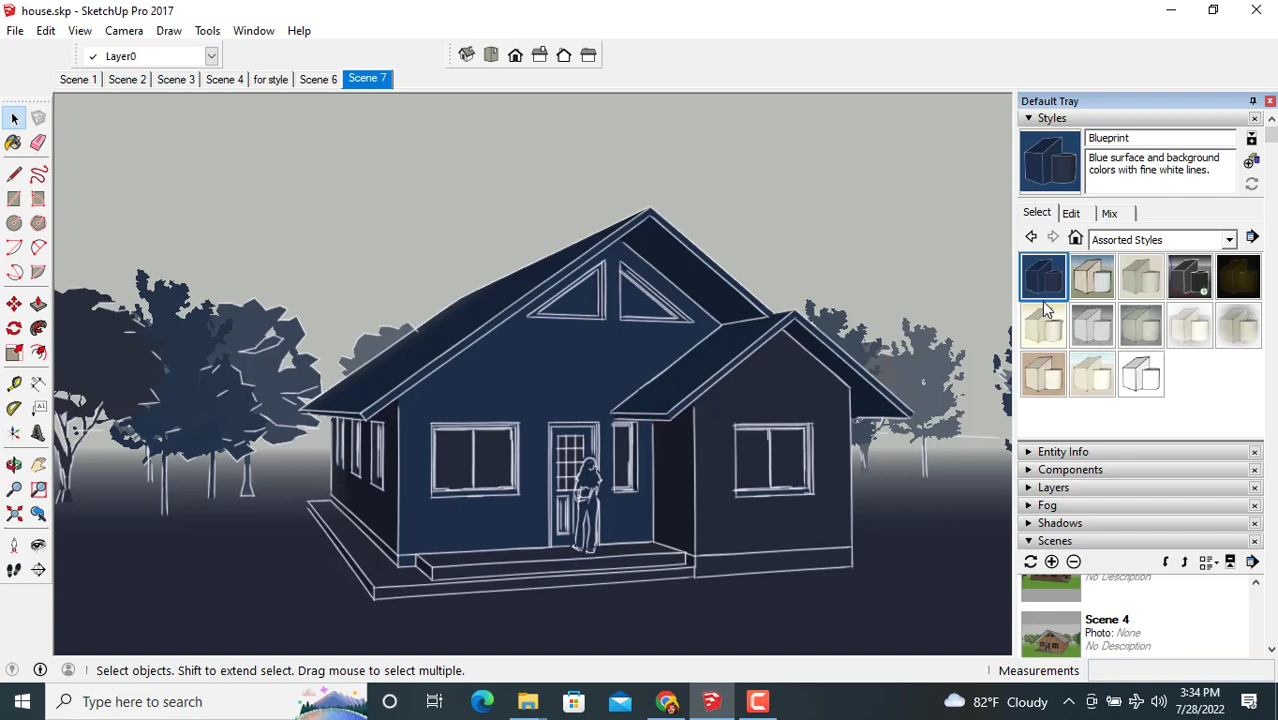 house.skp - SketchUp Pro 2017
File Edit View Camera Draw Tools Window Help
Layer0
Scene 1 Scene 2 Scene 3 Scene 4 for style Scene 6 Scene 7
Default Tray
Styles
Blueprint
Blue surface and background
colors with fine white lines.
Select Edit Mix
Assorted Styles
Entity Info
Components
Layers
Fog
Shadows
Scenes
No Description
Scene 4
Photo: None
No Description
Select objects. Shift to extend select. Drag mouse to select multiple.
Measurements
Type here to search
82°F Cloudy
3:34 PM
7/28/2022